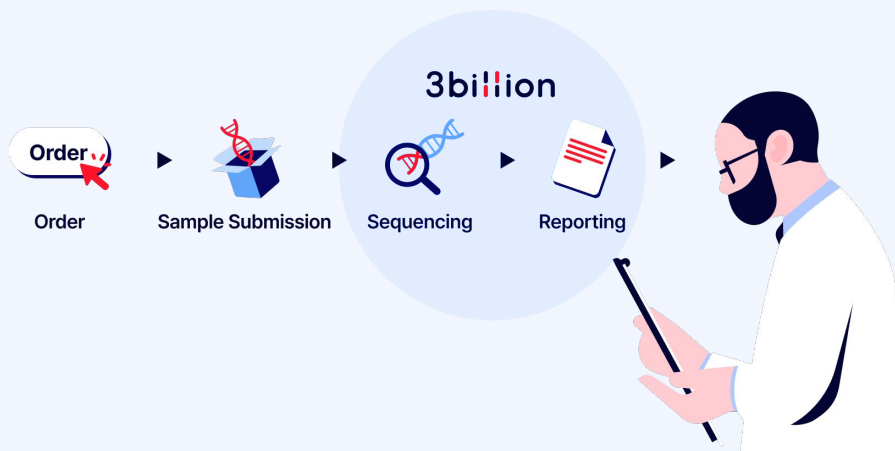 3billion
Order
Order
Sample Submission
Sequencing
Reporting